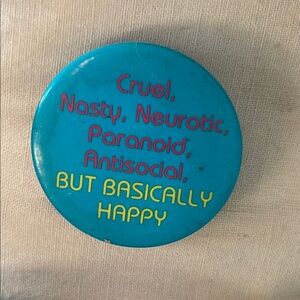 Cruel,
Nasty, Neurotic,
Paranoid,
Antisocial,
BUT BASICALLY
HAPPY